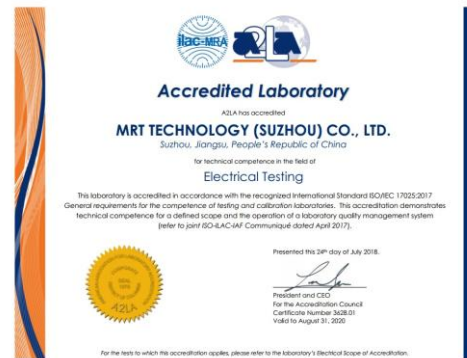 ilac-MRA A2LA
Accredited Laboratory
A2LA has accredited
MRT TECHNOLOGY (SUZHOU) CO., LTD.
Suzhou, Jiangsu, People's Republic of China
for technical competence in the field of
Electrical Testing
This laboratory is accredited in accordance with the recognized International Standard ISO/IEC 17025:2017
General requirements for the competence of testing and calibration laboratories. This accreditation demonstrates
technical competence for a defined scope and the operation of a laboratory quality management system
(refer to joint ISO-ILAC-IAF Communiqué dated April 2017).
Presented this 24th day of July 2018.
President and CEO
For the Accreditation Council
Certificate Number 3628.01
Valid to August 31, 2020
A2LA
For the tests to which this accreditation applies, please refer to the laboratory's Electrical Scope of Accreditation.